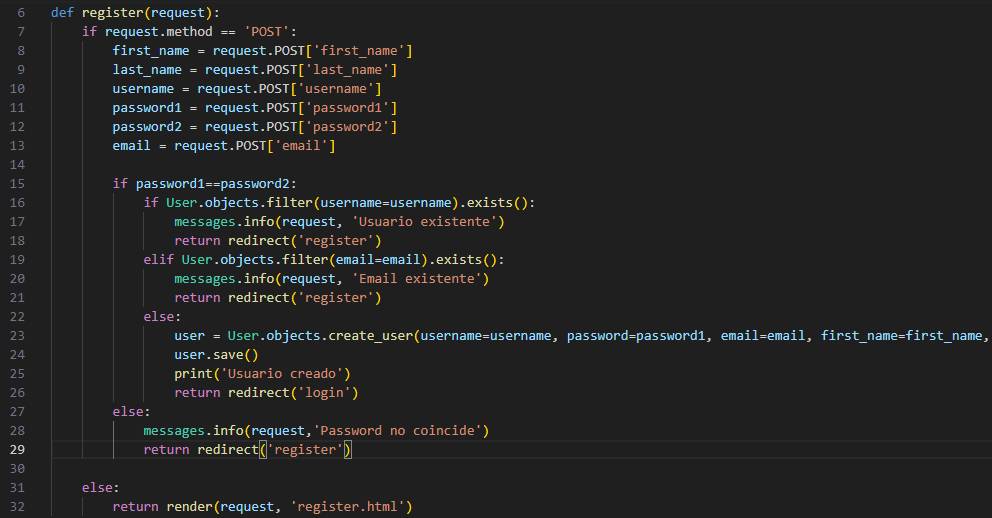 6 def register(request):
7     if request.method == 'POST':
8         first_name = request.POST['first_name']
9         last_name = request.POST['last_name']
10         username = request.POST['username']
11         password1 = request.POST['password1']
12         password2 = request.POST['password2']
13         email = request.POST['email']
14
15         if password1==password2:
16             if User.objects.filter(username=username).exists():
17                 messages.info(request, 'Usuario existente')
18                 return redirect('register')
19             elif User.objects.filter(email=email).exists():
20                 messages.info(request, 'Email existente')
21                 return redirect('register')
22             else:
23                 user = User.objects.create_user(username=username, password=password1, email=email, first_name=first_name,
24                 user.save()
25                 print('Usuario creado')
26                 return redirect('login')
27         else:
28             messages.info(request,'Password no coincide')
29             return redirect('register')
30
31     else:
32         return render(request, 'register.html')